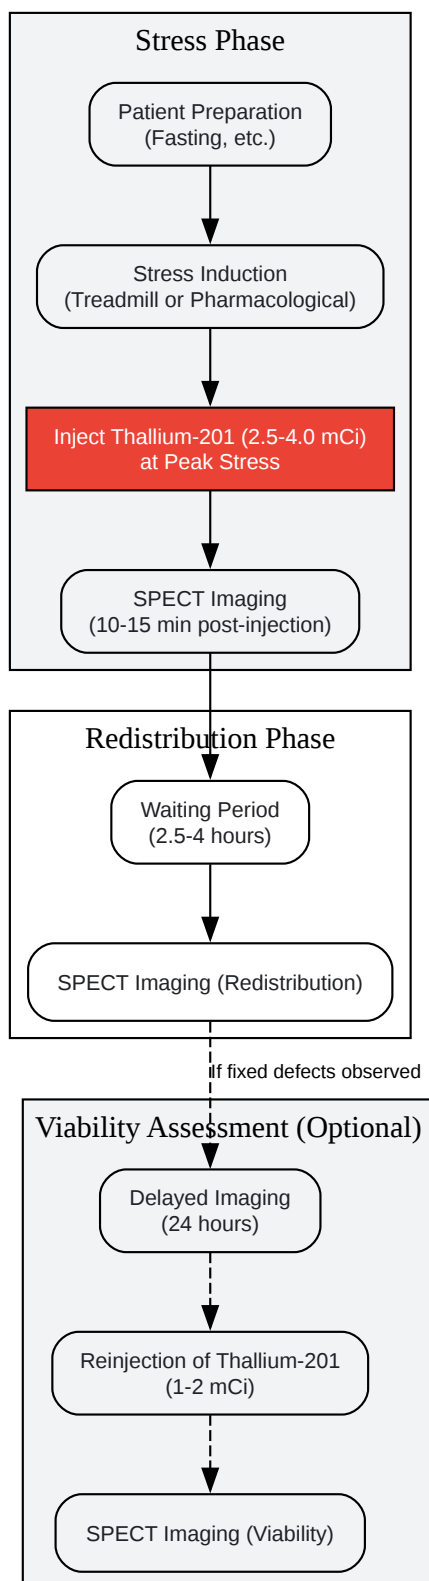 Stress Phase
Patient Preparation
(Fasting, etc.)
Stress Induction
(Treadmill or Pharmacological)
Inject Thallium-201 (2.5-4.0 mCi)
at Peak Stress
SPECT Imaging
(10-15 min post-injection)
Redistribution Phase
Waiting Period
(2.5-4 hours)
SPECT Imaging (Redistribution)
If fixed defects observed
Viability Assessment (Optional)
Delayed Imaging
(24 hours)
Reinjection of Thallium-201
(1-2 mCi)
SPECT Imaging (Viability)